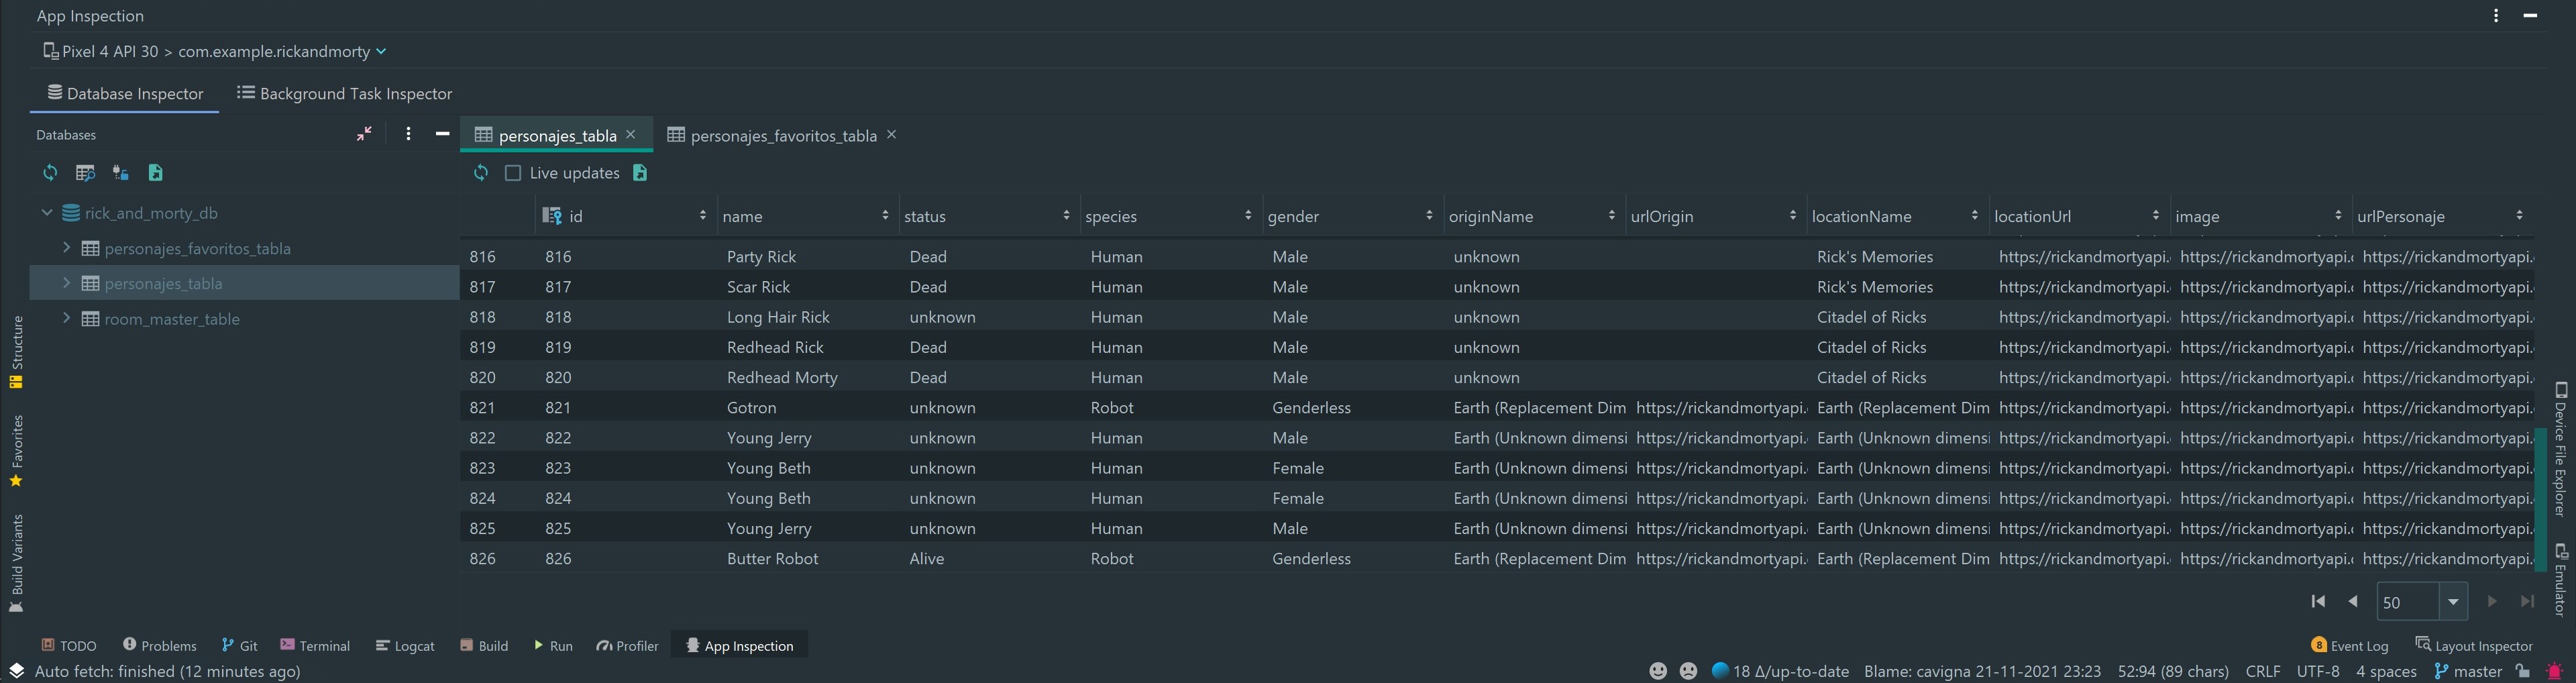 App Inspection
Pixel 4 API 30 > com.example.rickandmorty
Database Inspector Background Task Inspector
Databases
personajes_tabla personajes_favoritos_tabla
Live updates
rick_and_morty_db
personajes_favoritos_tabla
personajes_tabla
room_master_table
id name status species gender originName urlOrigin locationName locationUrl image urlPersonaje
816 816 Party Rick Dead Human Male unknown Rick's Memories https://rickandmortyapi. https://rickandmortyapi. https://rickandmortyapi.
817 817 Scar Rick Dead Human Male unknown Rick's Memories https://rickandmortyapi. https://rickandmortyapi. https://rickandmortyapi.
818 818 Long Hair Rick unknown Human Male unknown Citadel of Ricks https://rickandmortyapi. https://rickandmortyapi. https://rickandmortyapi.
819 819 Redhead Rick Dead Human Male unknown Citadel of Ricks https://rickandmortyapi. https://rickandmortyapi. https://rickandmortyapi.
820 820 Redhead Morty Dead Human Male unknown Citadel of Ricks https://rickandmortyapi. https://rickandmortyapi. https://rickandmortyapi.
821 821 Gotron unknown Robot Genderless Earth (Replacement Dim https://rickandmortyapi. Earth (Replacement Dim https://rickandmortyapi. https://rickandmortyapi. https://rickandmortyapi.
822 822 Young Jerry unknown Human Male Earth (Unknown dimensi https://rickandmortyapi. Earth (Unknown dimensi https://rickandmortyapi. https://rickandmortyapi. https://rickandmortyapi.
823 823 Young Beth unknown Human Female Earth (Unknown dimensi https://rickandmortyapi. Earth (Unknown dimensi https://rickandmortyapi. https://rickandmortyapi. https://rickandmortyapi.
824 824 Young Beth unknown Human Female Earth (Unknown dimensi https://rickandmortyapi. Earth (Unknown dimensi https://rickandmortyapi. https://rickandmortyapi. https://rickandmortyapi.
825 825 Young Jerry unknown Human Male Earth (Unknown dimensi https://rickandmortyapi. Earth (Unknown dimensi https://rickandmortyapi. https://rickandmortyapi. https://rickandmortyapi.
826 826 Butter Robot Alive Robot Genderless Earth (Replacement Dim https://rickandmortyapi. Earth (Replacement Dim https://rickandmortyapi. https://rickandmortyapi. https://rickandmortyapi.
50
Structure
Favorites
Build Variants
Device File Explorer
Emulator
TODO Problems Git Terminal Logcat Build Run Profiler App Inspection 8 Event Log Layout Inspector
Auto fetch: finished (12 minutes ago) 18 Δ/up-to-date Blame: cavigna 21-11-2021 23:23 52:94 (89 chars) CRLF UTF-8 4 spaces master